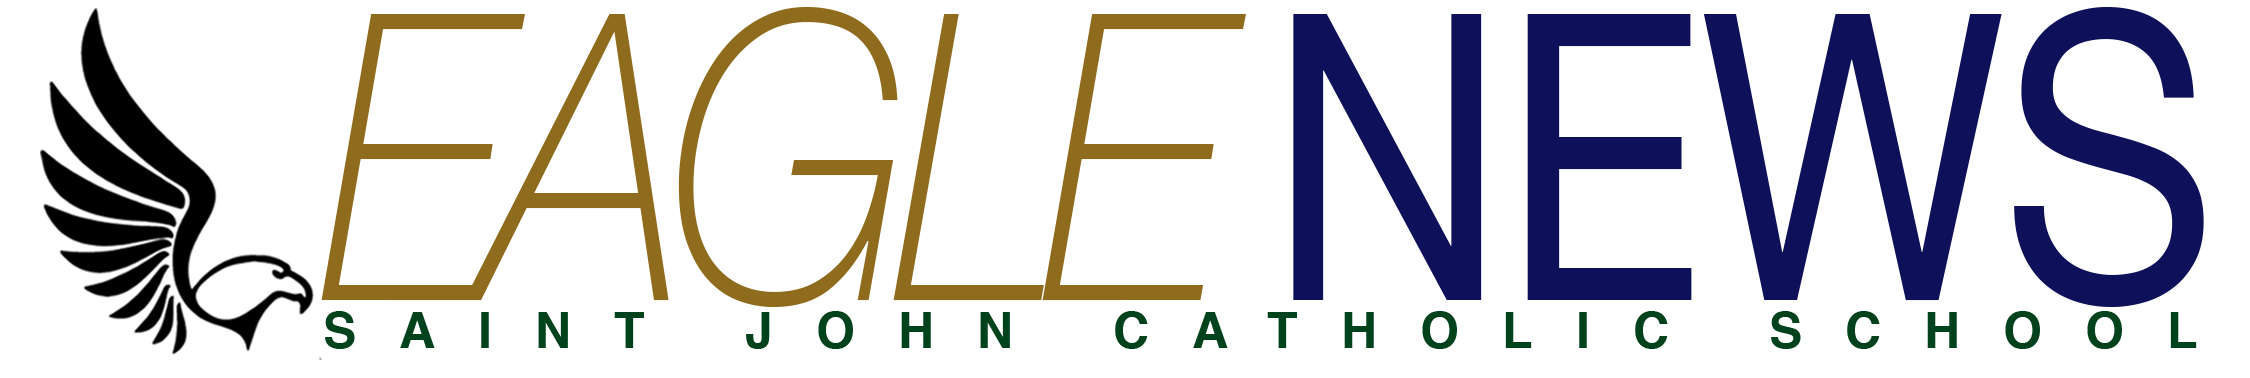 EAGLE NEWS
SAINT JOHN CATHOLIC SCHOOL